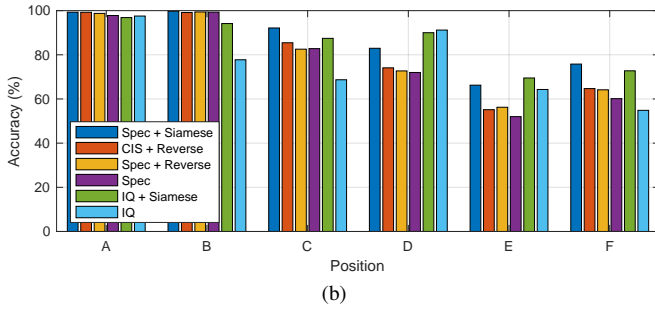 100
80
60
40
20
0
Accuracy (%)
Spec + Siamese
CIS + Reverse
Spec + Reverse
Spec
IQ + Siamese
IQ
A B C D E F
Position
(b)